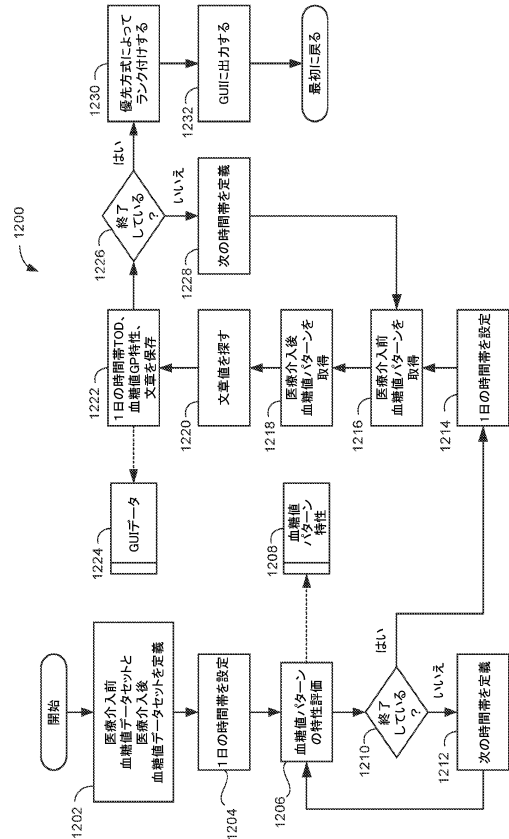 1200
開始
1202
医療介入前
血糖値データセットと
医療介入後
血糖値データセットを定義
1204
1日の時間帯を設定
1206
血糖値パターン
の特性評価
1208
血糖値
パターン
特性
1210
終了
している
?
はい
いいえ
1212
次の時間帯を定義
1214
1日の時間帯を設定
1216
医療介入前
血糖値パターンを
取得
1218
医療介入後
血糖値パターンを
取得
1220
文章値を探す
1222
1日の時間帯TOD、
血糖値GP特性、
文章を保存
1224
GUIデータ
1226
終了
している
?
はい
いいえ
1228
次の時間帯を定義
1230
優先方式によって
ランク付けする
1232
GUIに出力する
最初に戻る